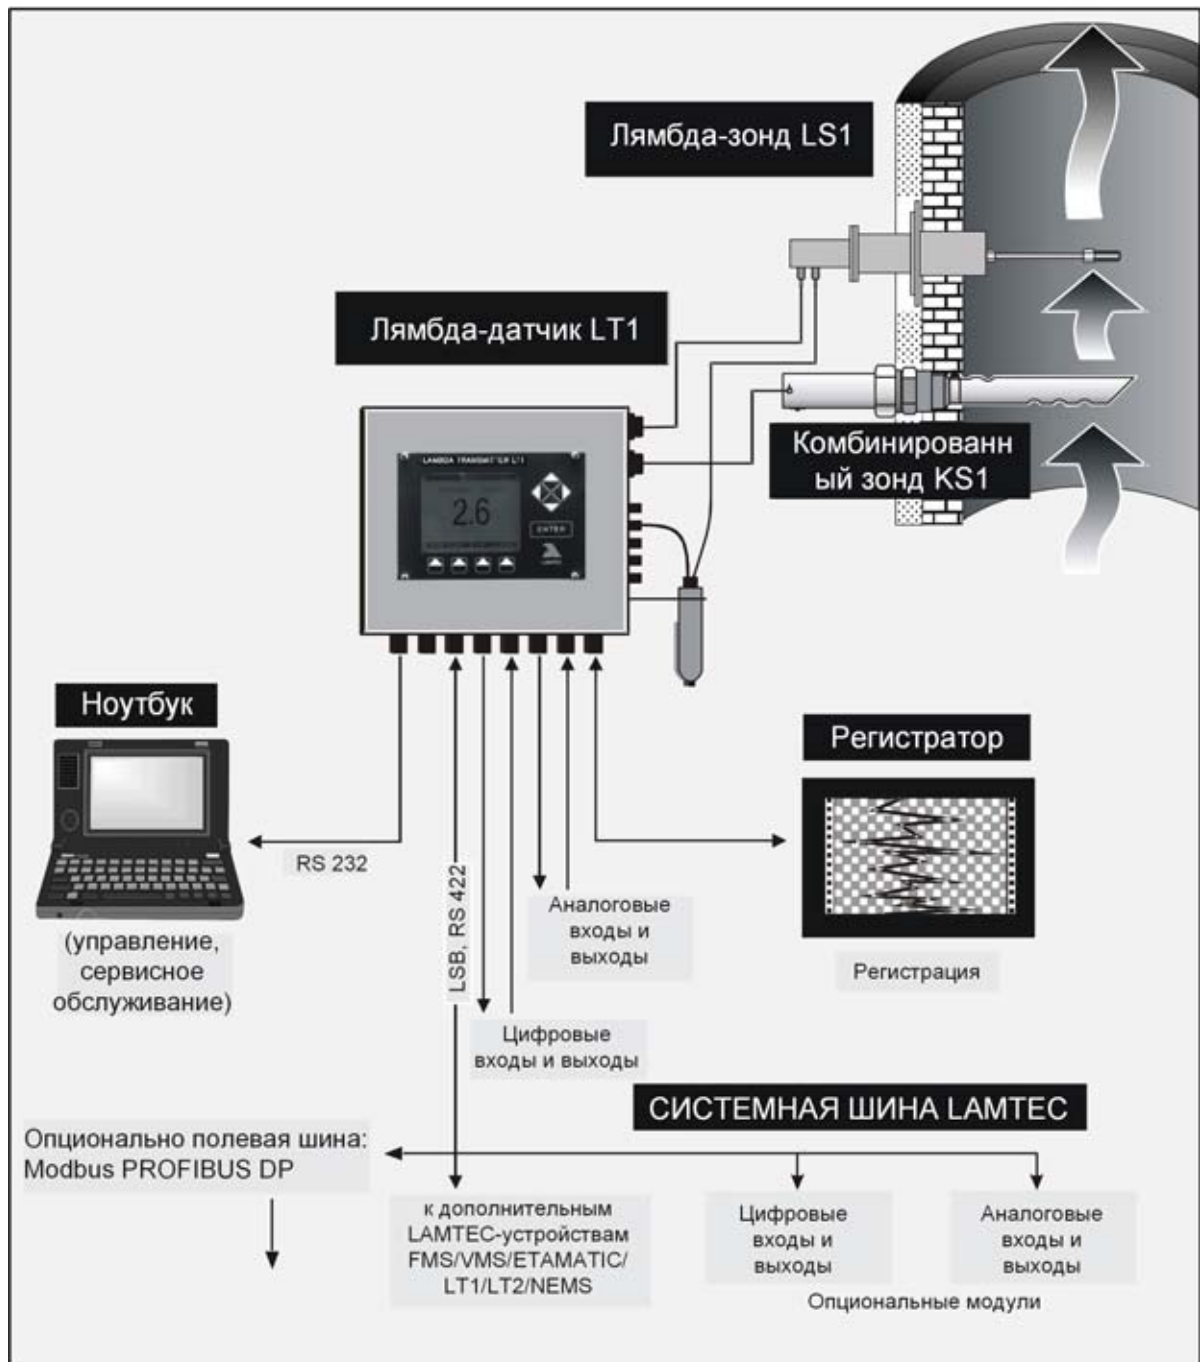 Лямбда-зонд LS1
Лямбда-датчик LT1
Комбинированн
ый зонд KS1
LAMBDA TRANSMITTER LT1
2.6
ENTER
Ноутбук
Регистратор
RS 232
(управление,
сервисное
обслуживание)
LSB, RS 422
Аналоговые
входы и
выходы
Регистрация
Цифровые
входы и выходы
СИСТЕМНАЯ ШИНА LAMTEC
Опционально полевая шина:
Modbus PROFIBUS DP
к дополнительным
LAMTEC-устройствам
FMS/VMS/ETAMATIC/
LT1/LT2/NEMS
Цифровые
входы и
выходы
Аналоговые
входы и
выходы
Опциональные модули